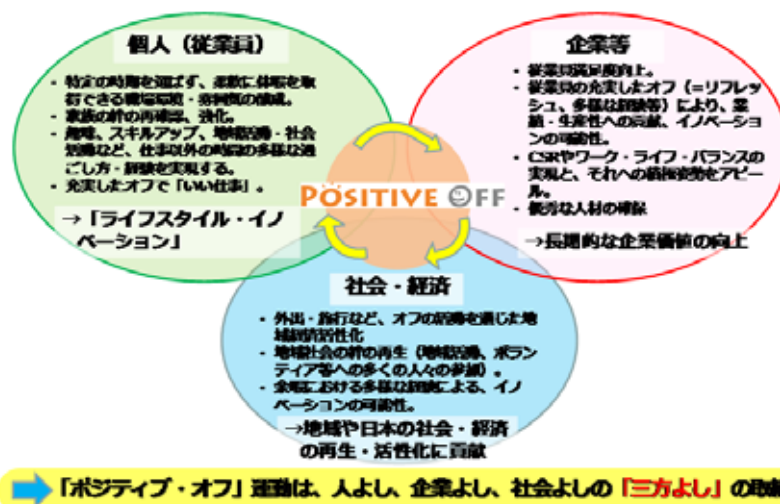 個人（従業員）
・ 特定の時期を選ばず、柔軟に休暇を取
得できる職場環境・雰囲気の醸成。
・ 家族の絆の再確認、強化。
・ 趣味、スキルアップ、地域活動・社会
活動など、仕事以外の時間の多様な過
ごし方・経験を実現する。
・ 充実したオフで「いい仕事」。
→「ライフスタイル・イノ
ベーション」
企業等
・ 従業員満足度向上。
・ 従業員の充実したオフ（＝リフレッ
シュ、多様な経験等）により、業
績・生産性への貢献、イノベーショ
ンの可能性。
・ CSRやワーク・ライフ・バランスの
実現と、それへの積極姿勢をアピー
ル。
・ 優秀な人材の確保
→長期的な企業価値の向上
POSITIVE OFF
社会・経済
・ 外出・旅行など、オフの活動を通じた地
域経済活性化
・ 地域社会の絆の再生（地域活動、ボラン
ティア等への多くの人々の参加）。
・ 余暇における多様な経験による、イノ
ベーションの可能性。
→地域や日本の社会・経済
の再生・活性化に貢献
「ポジティブ・オフ」運動は、人よし、企業よし、社会よしの「三方よし」の